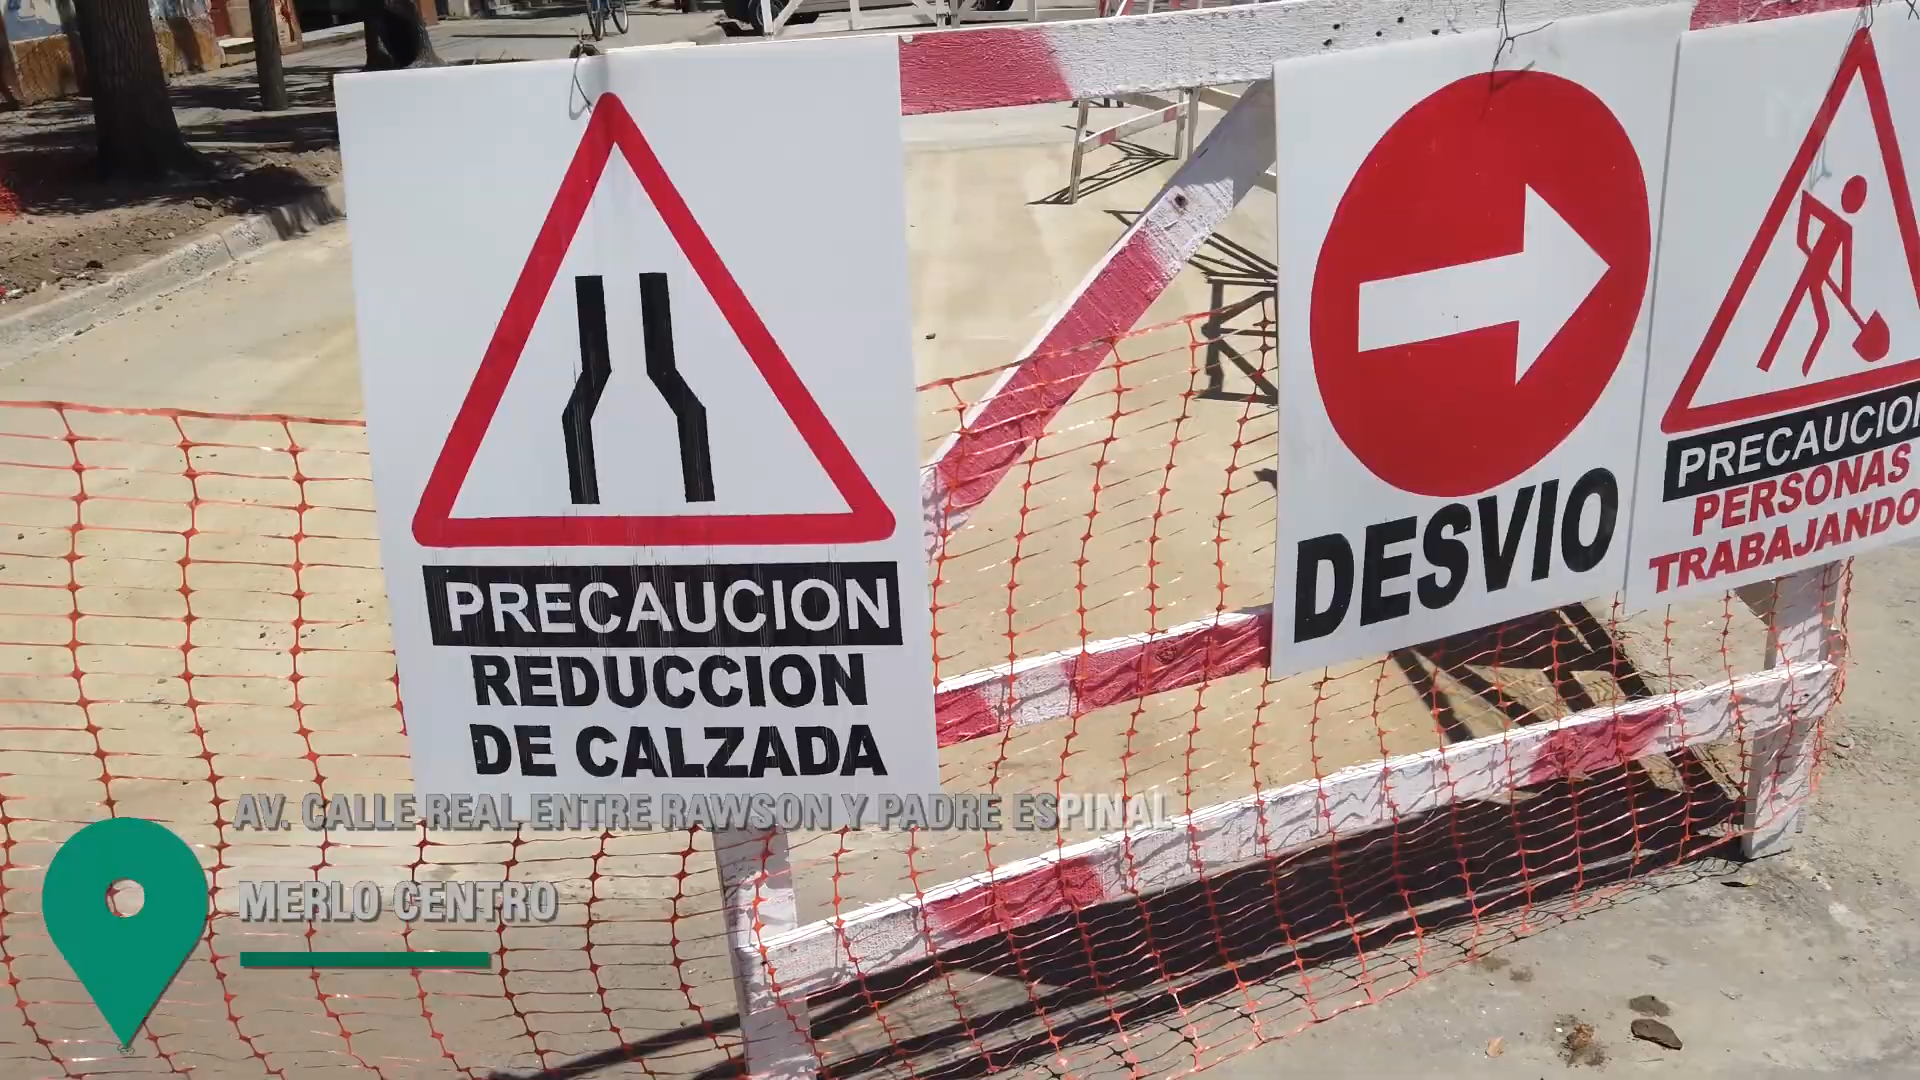 PRECAUCION
REDUCCION
DE CALZADA
DESVIO
PRECAUCION
PERSONAS
TRABAJANDO
AV. CALLE REAL ENTRE RAWSON Y PADRE ESPINAL
MERLO CENTRO